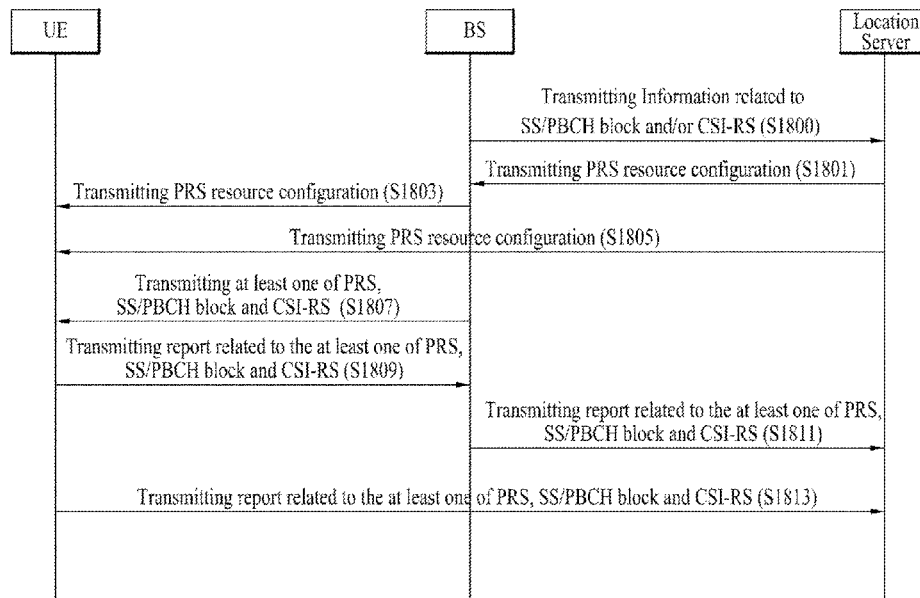 UE
BS
Location
Server
Transmitting Information related to
SS/PBCH block and/or CSI-RS (S1800)
Transmitting PRS resource configuration (S1801)
Transmitting PRS resource configuration (S1803)
Transmitting PRS resource configuration (S1805)
Transmitting at least one of PRS,
SS/PBCH block and CSI-RS (S1807)
Transmitting report related to the at least one of PRS,
SS/PBCH block and CSI-RS (S1809)
Transmitting report related to the at least one of PRS,
SS/PBCH block and CSI-RS (S1811)
Transmitting report related to the at least one of PRS, SS/PBCH block and CSI-RS (S1813)